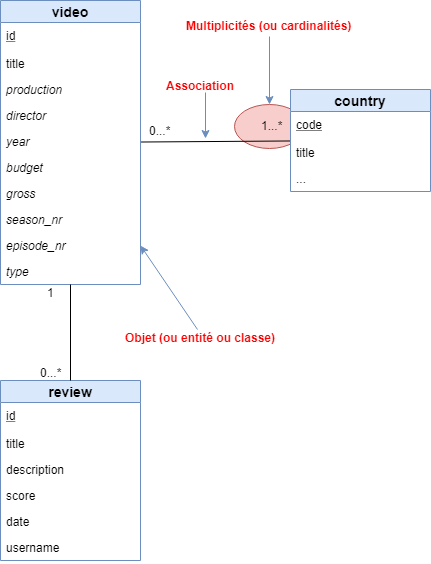 video
id
title
production
director
year
budget
gross
season_nr
episode_nr
type
Multiplicités (ou cardinalités)
Association
0...*
1...*
country
code
title
...
Objet (ou entité ou classe)
1
0...*
review
id
title
description
score
date
username